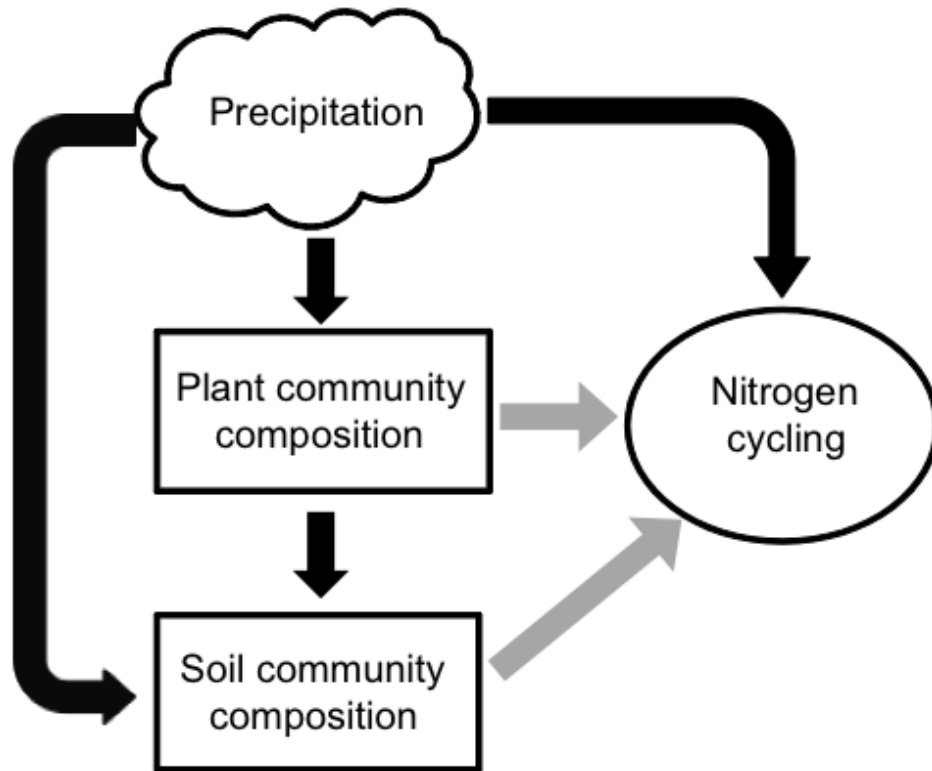 Precipitation
Plant community
composition
Nitrogen
cycling
Soil community
composition